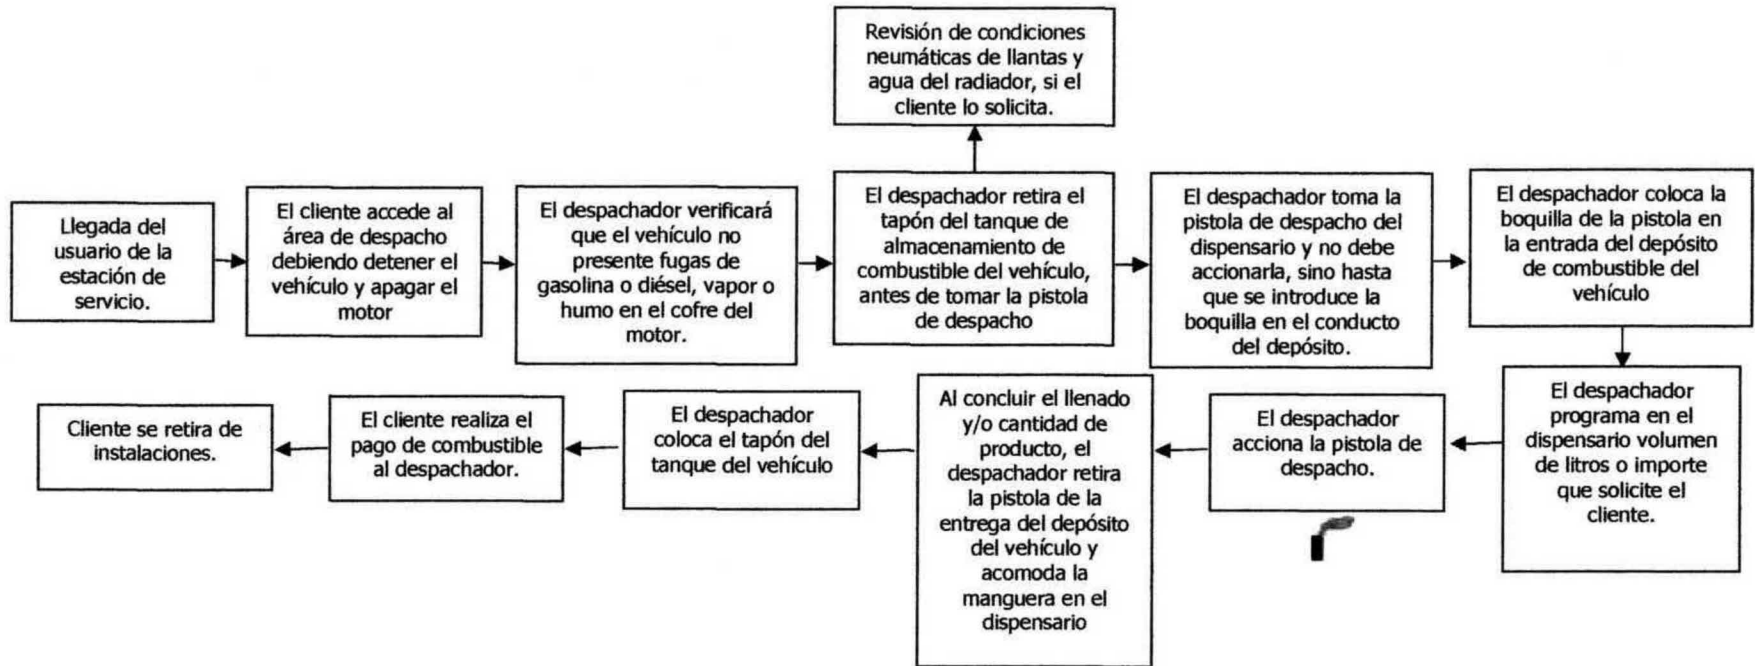 Revisión de condiciones
neumáticas de llantas y
agua del radiador, si el
cliente lo solicita.
Llegada del
usuario de la
estación de
servicio.
El cliente accede al
área de despacho
debiendo detener el
vehículo y apagar el
motor
El despachador verificará
que el vehículo no
presente fugas de
gasolina o diésel, vapor o
humo en el cofre del
motor.
El despachador retira el
tapón del tanque de
almacenamiento de
combustible del vehículo,
antes de tomar la pistola
de despacho
El despachador toma la
pistola de despacho del
dispensario y no debe
accionarla, sino hasta
que se introduce la
boquilla en el conducto
del depósito.
El despachador coloca la
boquilla de la pistola en
la entrada del depósito
de combustible del
vehículo
El despachador
programa en el
dispensario volumen
de litros o importe
que solicite el
cliente.
El despachador
acciona la pistola de
despacho.
Al concluir el llenado
y/o cantidad de
producto, el
despachador retira
la pistola de la
entrega del depósito
del vehículo y
acomoda la
manguera en el
dispensario
El despachador
coloca el tapón del
tanque del vehículo
El cliente realiza el
pago de combustible
al despachador.
Cliente se retira de
instalaciones.